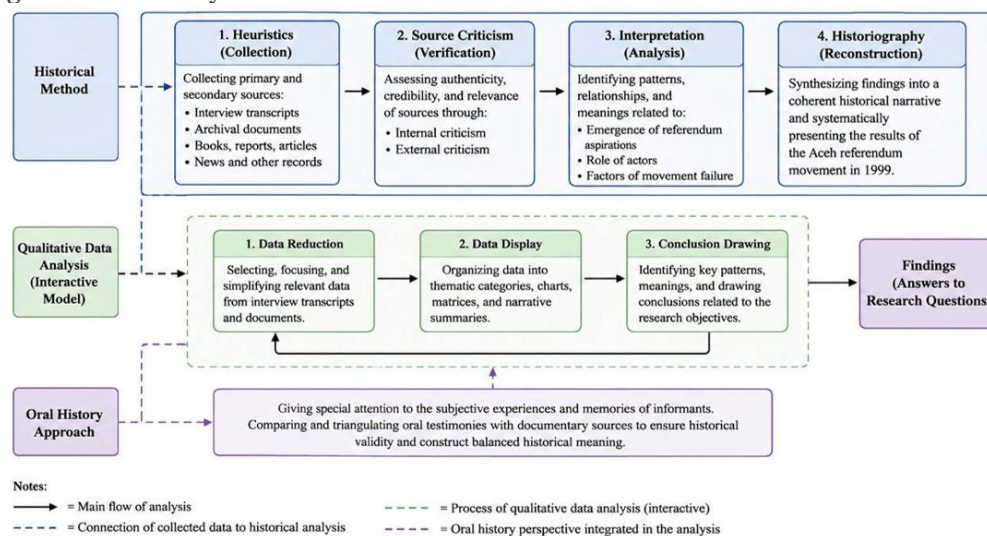 Historical
Method
1. Heuristics
(Collection)
Collecting primary and
secondary sources:
• Interview transcripts
• Archival documents
• Books, reports, articles
• News and other records
2. Source Criticism
(Verification)
Assessing authenticity,
credibility, and relevance
of sources through:
• Internal criticism
• External criticism
3. Interpretation
(Analysis)
Identifying patterns,
relationships, and
meanings related to:
• Emergence of referendum
aspirations
• Role of actors
• Factors of movement failure
4. Historiography
(Reconstruction)
Synthesizing findings into
a coherent historical narrative
and systematically
presenting the results of
the Aceh referendum
movement in 1999.
Qualitative Data
Analysis
(Interactive
Model)
1. Data Reduction
Selecting, focusing, and
simplifying relevant data
from interview transcripts
and documents.
2. Data Display
Organizing data into
thematic categories, charts,
matrices, and narrative
summaries.
3. Conclusion Drawing
Identifying key patterns,
meanings, and drawing
conclusions related to the
research objectives.
Findings
(Answers to
Research Questions
Oral History
Approach
Giving special attention to the subjective experiences and memories of informants.
Comparing and triangulating oral testimonies with documentary sources to ensure historical
validity and construct balanced historical meaning.
Notes:
= Main flow of analysis
= Connection of collected data to historical analysis
= Process of qualitative data analysis (interactive)
= Oral history perspective integrated in the analysis